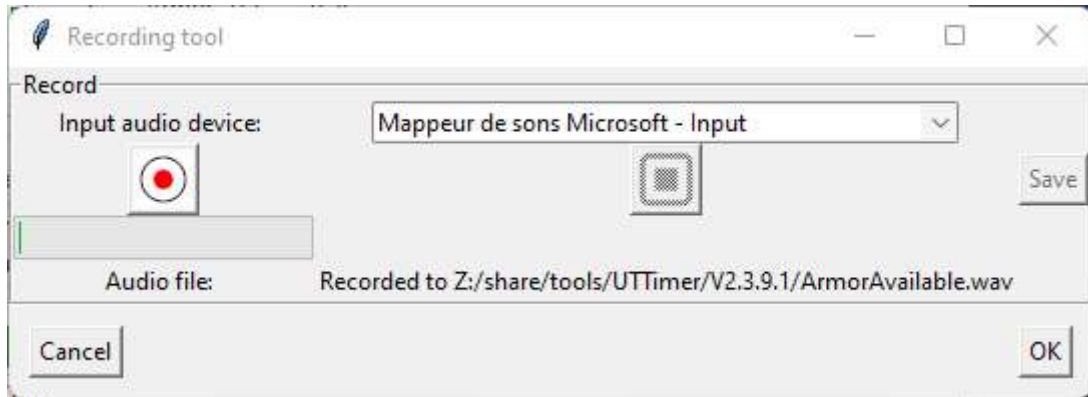 Recording tool
Record
Input audio device:
Mappeur de sons Microsoft - Input
Save
Audio file:
Recorded to Z:/share/tools/UTTimer/V2.3.9.1/ArmorAvailable.wav
Cancel
OK